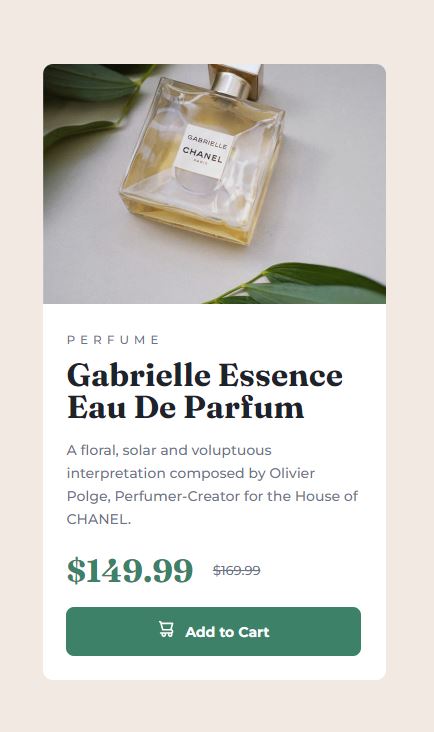 GABRIELLE
CHANEL
PARIS
PERFUME
Gabrielle Essence
Eau De Parfum
A floral, solar and voluptuous
interpretation composed by Olivier
Polge, Perfumer-Creator for the House of
CHANEL.
$149.99 $169.99
Add to Cart